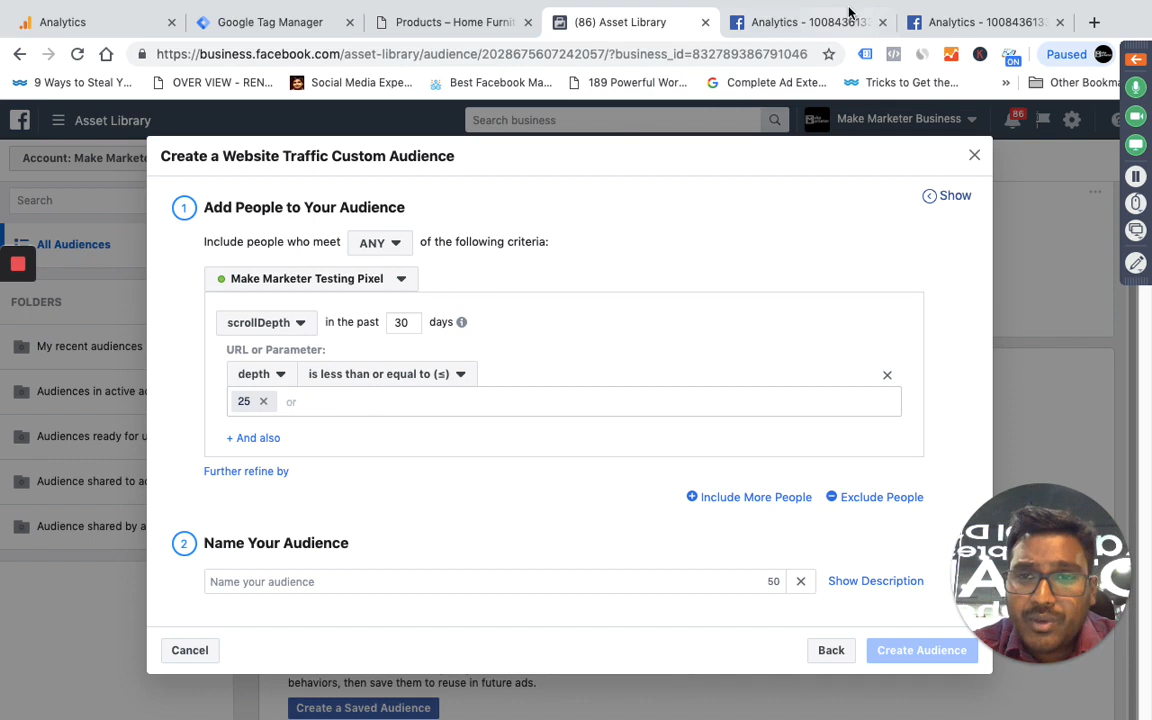 Analytics
Google Tag Manager
Products – Home Furnit
(86) Asset Library
Analytics - 10084361
Analytics - 100843613
https://business.facebook.com/asset-library/audience/2028675607242057/?business_id=832789386791046
ON
Paused
9 Ways to Steal Y...
OVER VIEW - REN...
Social Media Expe...
Best Facebook Ma...
189 Powerful Wor...
Complete Ad Exte...
Tricks to Get the...
»
Other Bookma
Asset Library
Search business
Make Marketer Business
86
Account: Make Markete
Search
All Audiences
FOLDERS
My recent audiences
Audiences in active a
Audiences ready for u
Audience shared to a
Audience shared by a
Create a Website Traffic Custom Audience
Show
1
Add People to Your Audience
Include people who meet ANY of the following criteria:
Make Marketer Testing Pixel
scrollDepth in the past 30 days
URL or Parameter:
depth is less than or equal to (≤)
25 or
+ And also
Further refine by
Include More People
Exclude People
2
Name Your Audience
Name your audience
50
Show Description
Cancel
Back
Create Audience
behaviors, then save them to reuse in future ads.
Create a Saved Audience